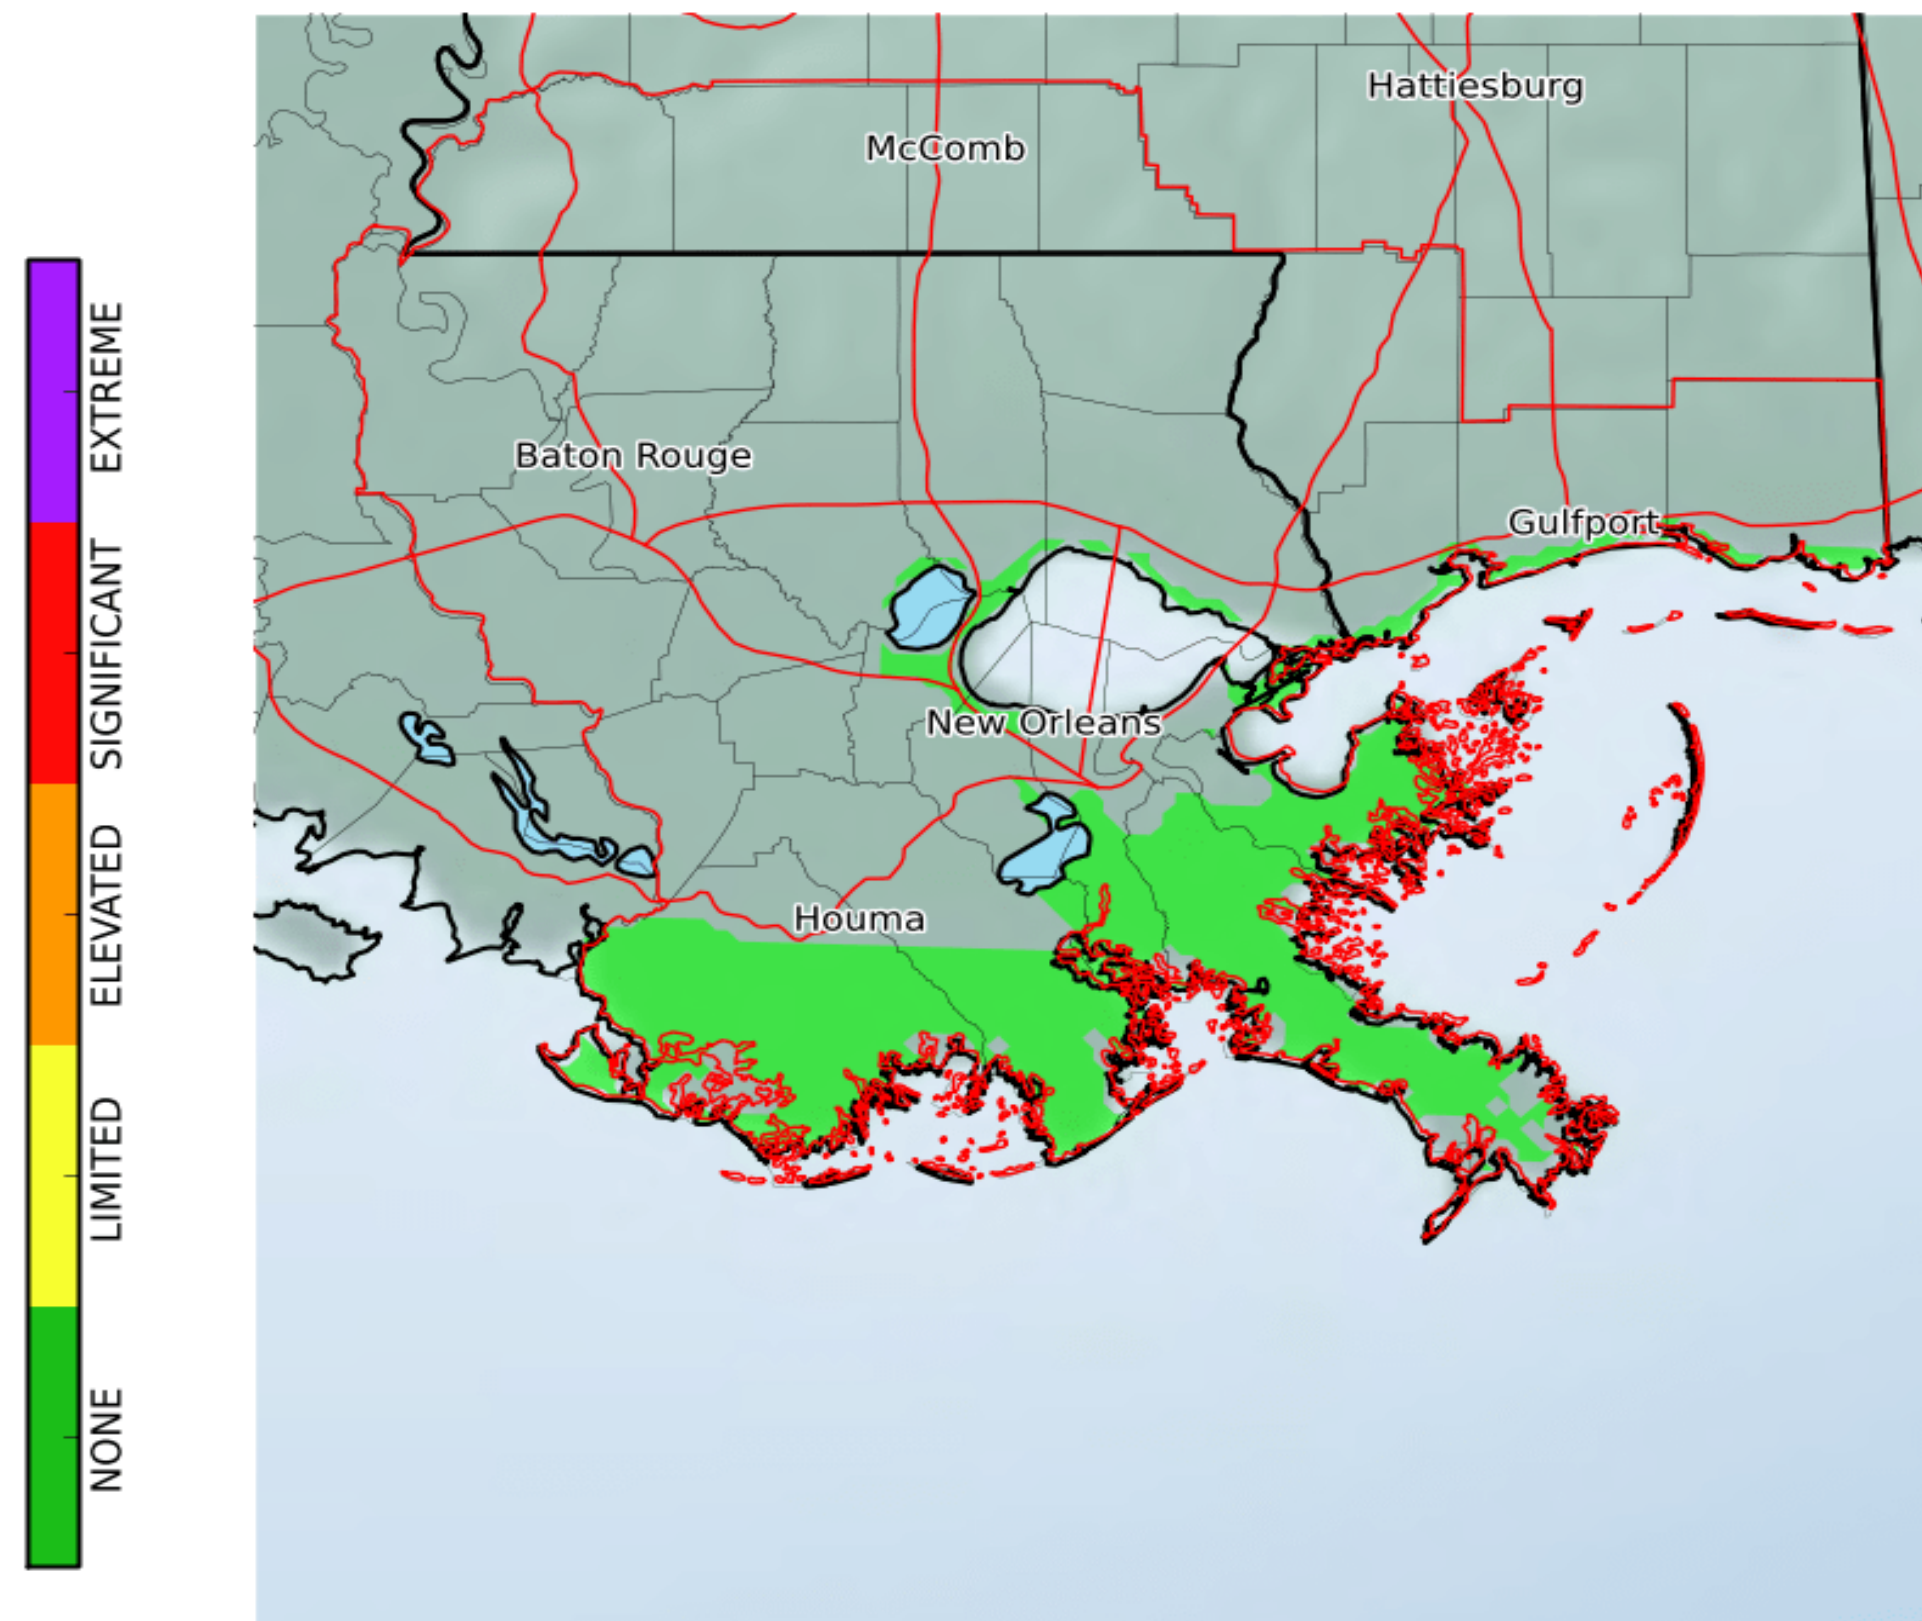 EXTREME
SIGNIFICANT
ELEVATED
LIMITED
NONE
Hattiesburg
McComb
Baton Rouge
Gulfport
New Orleans
Houma